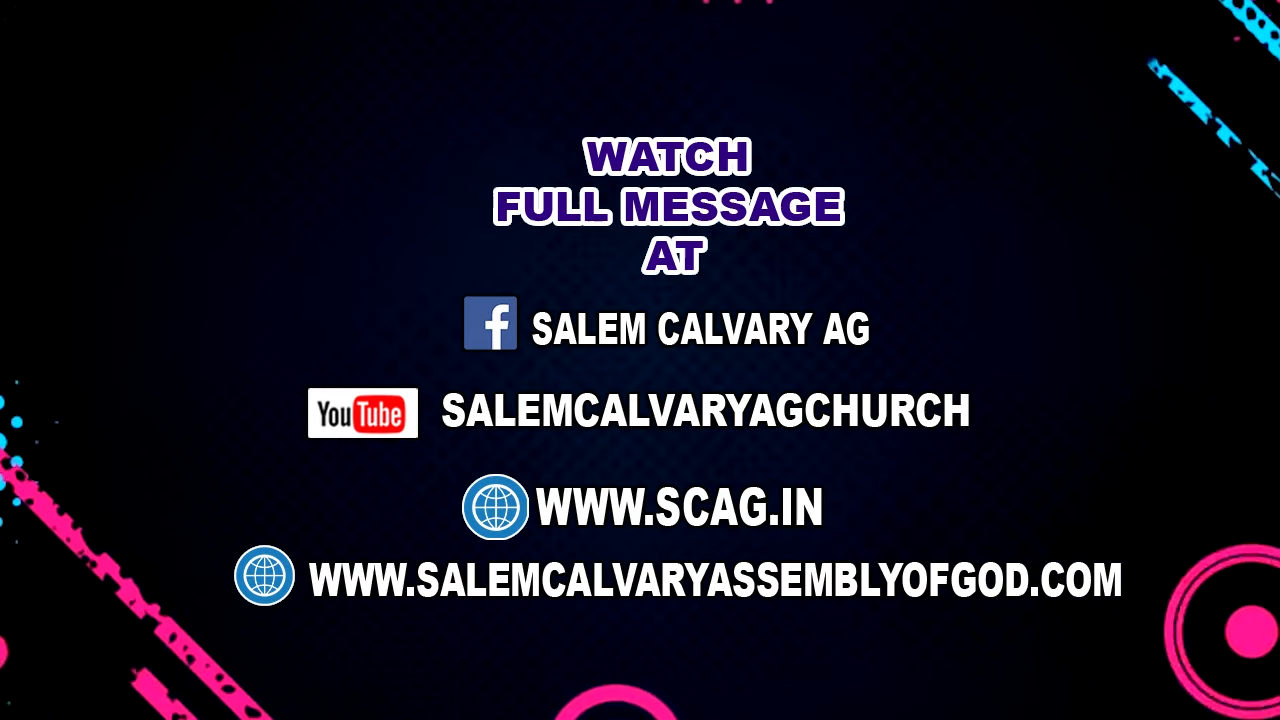 WATCH
FULL MESSAGE
AT
f SALEM CALVARY AG
YouTube SALEMCALVARYAGCHURCH
WWW.SCAG.IN
WWW.SALEMCALVARYASSEMBLYOFGOD.COM